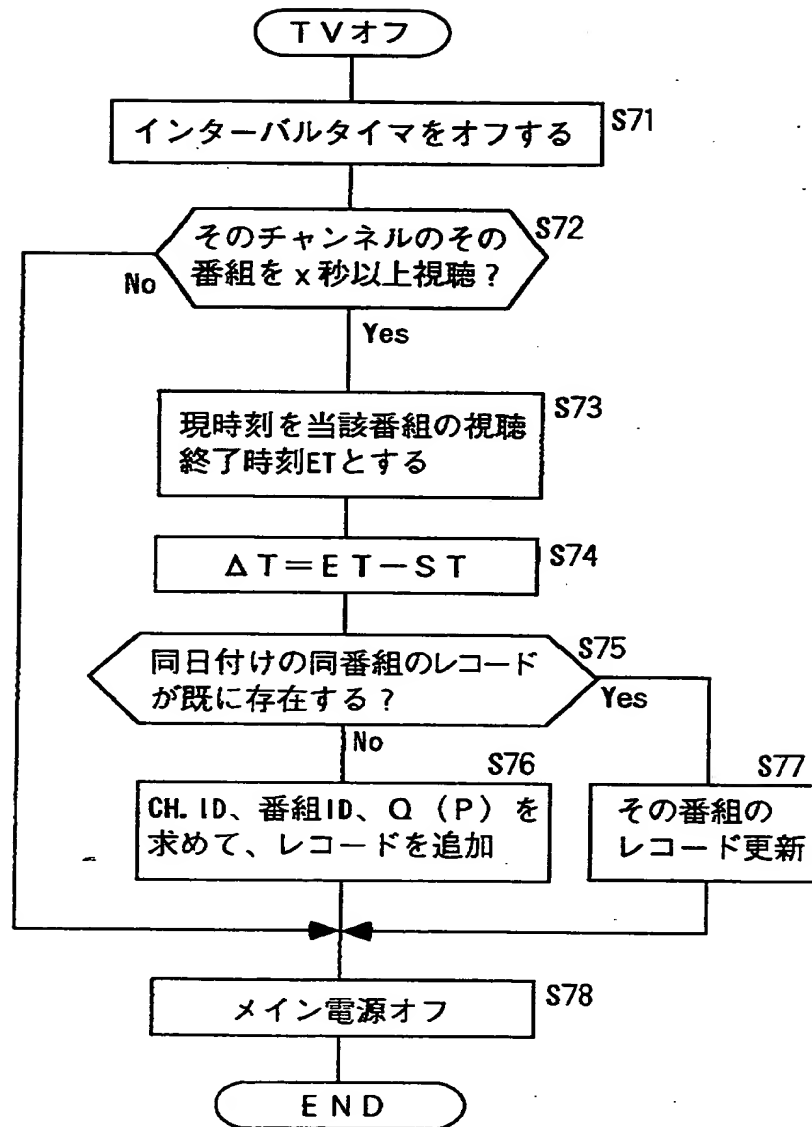 TVオフ
インターバルタイマをオフする
S71
そのチャンネルのその
番組をx秒以上視聴？
S72
No
Yes
現時刻を当該番組の視聴
終了時刻ETとする
S73
ΔT＝ET－ST
S74
同日付けの同番組のレコード
が既に存在する？
S75
Yes
No
CH.ID、番組ID、Q（P）を
求めて、レコードを追加
S76
その番組の
レコード更新
S77
メイン電源オフ
S78
END